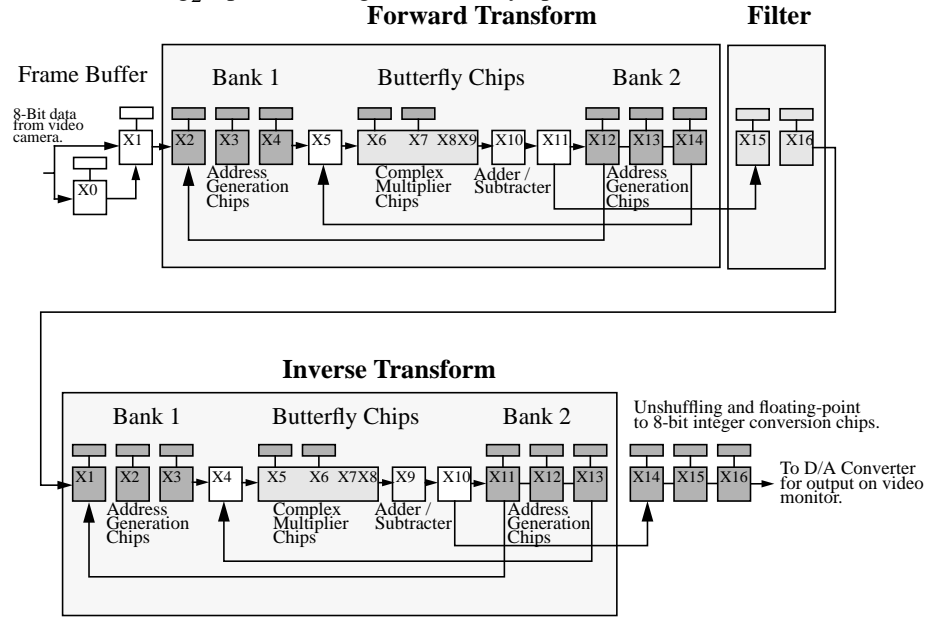 Forward Transform
Filter
Frame Buffer
Bank 1
Butterfly Chips
Bank 2
8-Bit data
from video
camera.
X0
X1
X2
X3
X4
X5
X6
X7
X8X9
X10
X11
X12
X13
X14
X15
X16
Address
Generation
Chips
Complex
Multiplier
Chips
Adder /
Subtracter
Address
Generation
Chips
Inverse Transform
Bank 1
Butterfly Chips
Bank 2
Unshuffling and floating-point
to 8-bit integer conversion chips.
X1
X2
X3
X4
X5
X6
X7X8
X9
X10
X11
X12
X13
X14
X15
X16
To D/A Converter
for output on video
monitor.
Address
Generation
Chips
Complex
Multiplier
Chips
Adder /
Subtracter
Address
Generation
Chips